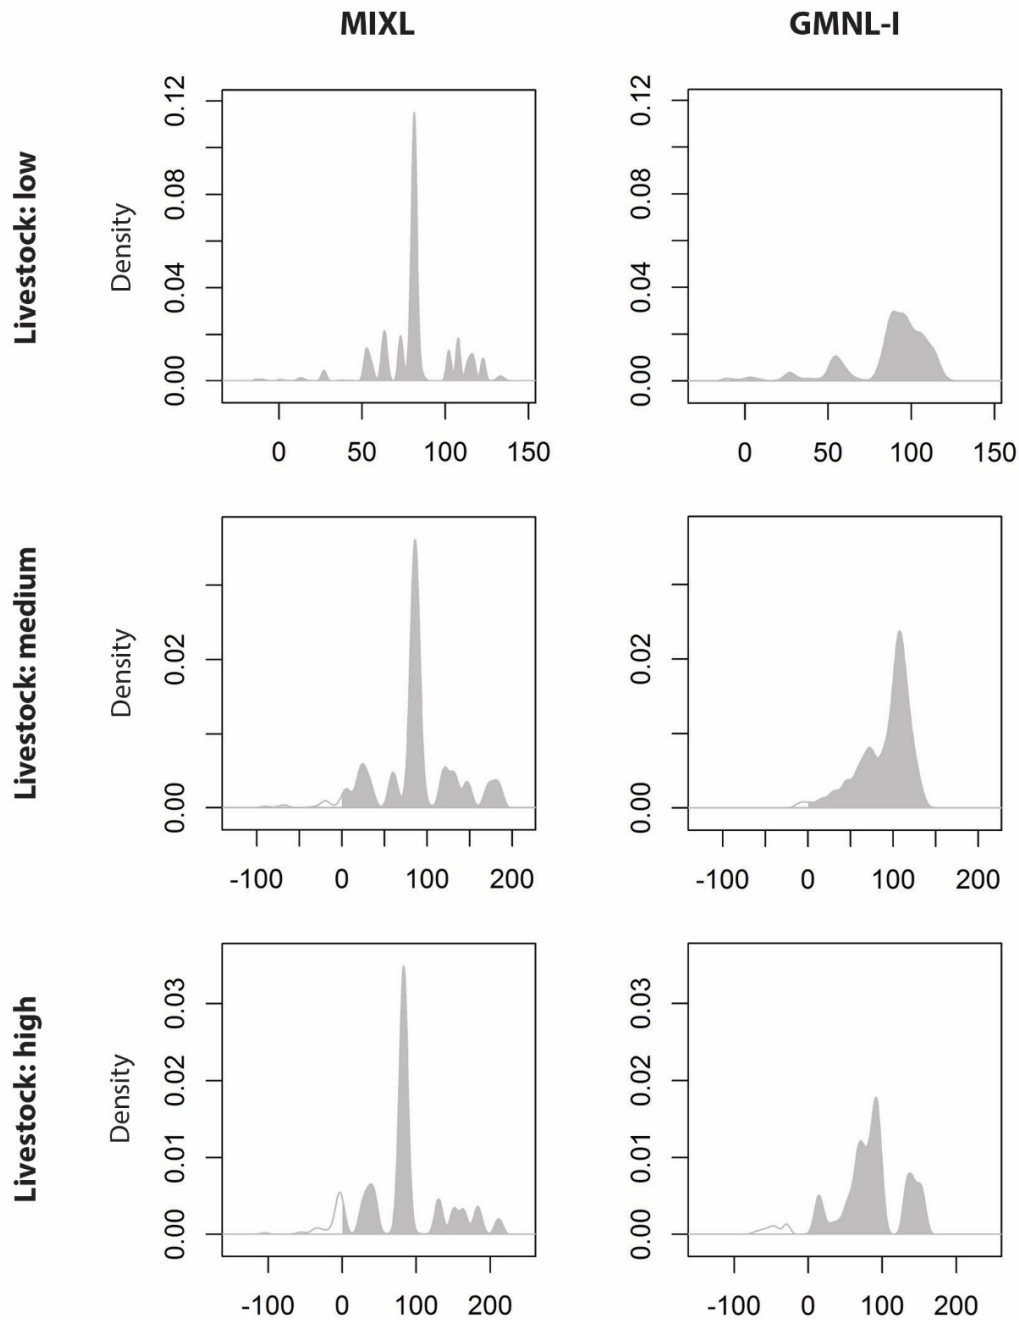 MIXL GMNL-I
Livestock: low
Density
0.00 0.04 0.08 0.12
0.00 0.04 0.08 0.12
0 50 100 150
0 50 100 150
Livestock: medium
Density
0.00 0.02
0.00 0.02
-100 0 100 200
-100 0 100 200
Livestock: high
Density
0.00 0.01 0.02 0.03
0.00 0.01 0.02 0.03
-100 0 100 200
-100 0 100 200